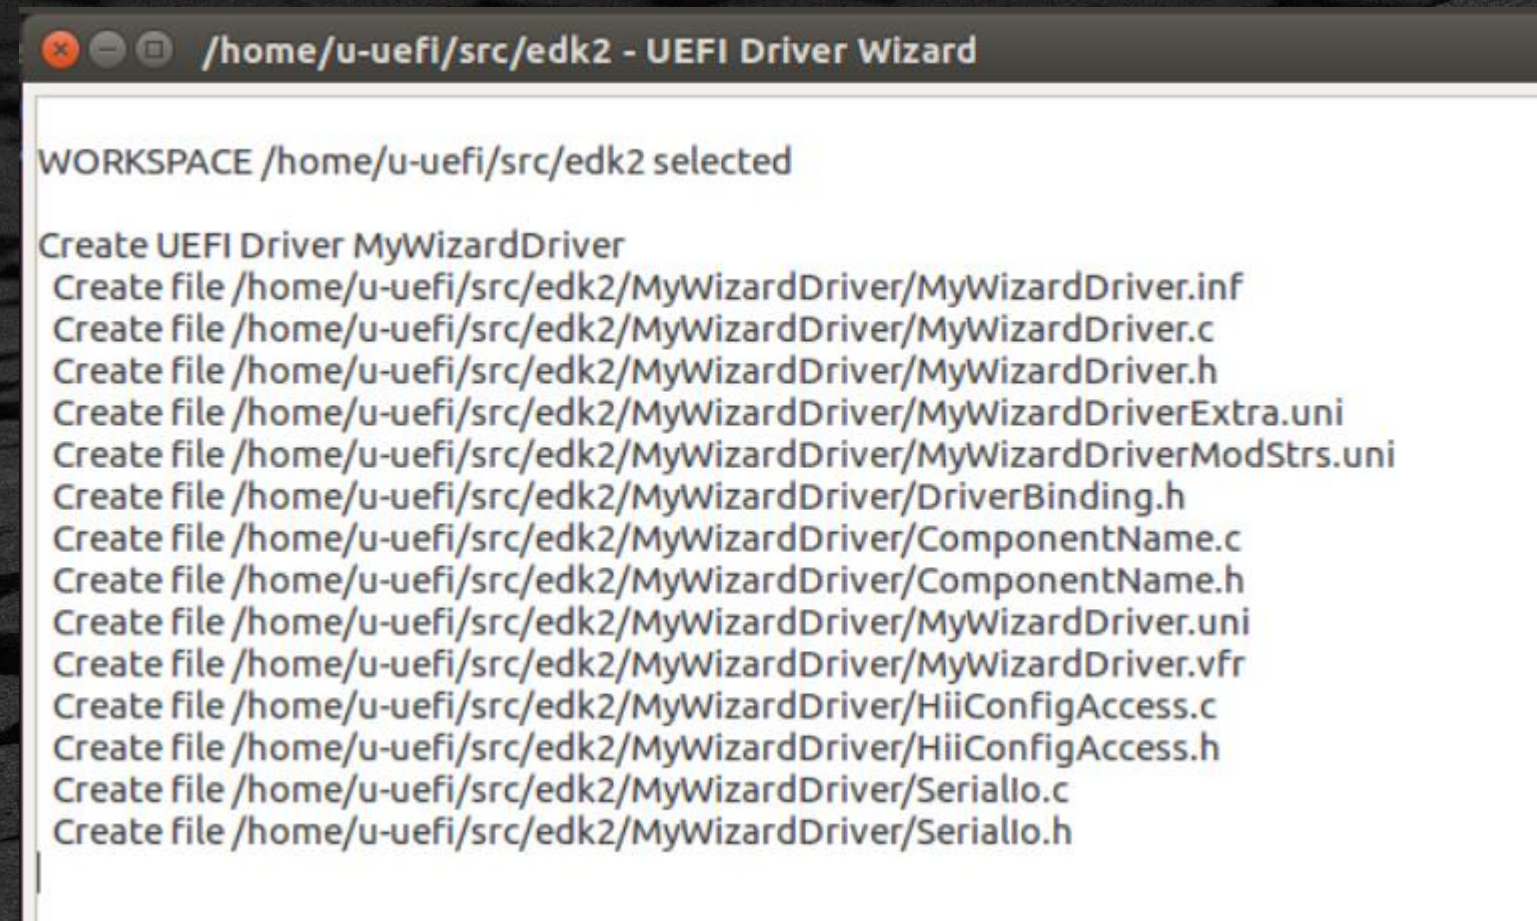 /home/u-uefi/src/edk2 - UEFI Driver Wizard
WORKSPACE /home/u-uefi/src/edk2 selected
Create UEFI Driver MyWizardDriver
Create file /home/u-uefi/src/edk2/MyWizardDriver/MyWizardDriver.inf
Create file /home/u-uefi/src/edk2/MyWizardDriver/MyWizardDriver.c
Create file /home/u-uefi/src/edk2/MyWizardDriver/MyWizardDriver.h
Create file /home/u-uefi/src/edk2/MyWizardDriver/MyWizardDriverExtra.uni
Create file /home/u-uefi/src/edk2/MyWizardDriver/MyWizardDriverModStrs.uni
Create file /home/u-uefi/src/edk2/MyWizardDriver/DriverBinding.h
Create file /home/u-uefi/src/edk2/MyWizardDriver/ComponentName.c
Create file /home/u-uefi/src/edk2/MyWizardDriver/ComponentName.h
Create file /home/u-uefi/src/edk2/MyWizardDriver/MyWizardDriver.uni
Create file /home/u-uefi/src/edk2/MyWizardDriver/MyWizardDriver.vfr
Create file /home/u-uefi/src/edk2/MyWizardDriver/HiiConfigAccess.c
Create file /home/u-uefi/src/edk2/MyWizardDriver/HiiConfigAccess.h
Create file /home/u-uefi/src/edk2/MyWizardDriver/SerialIo.c
Create file /home/u-uefi/src/edk2/MyWizardDriver/SerialIo.h